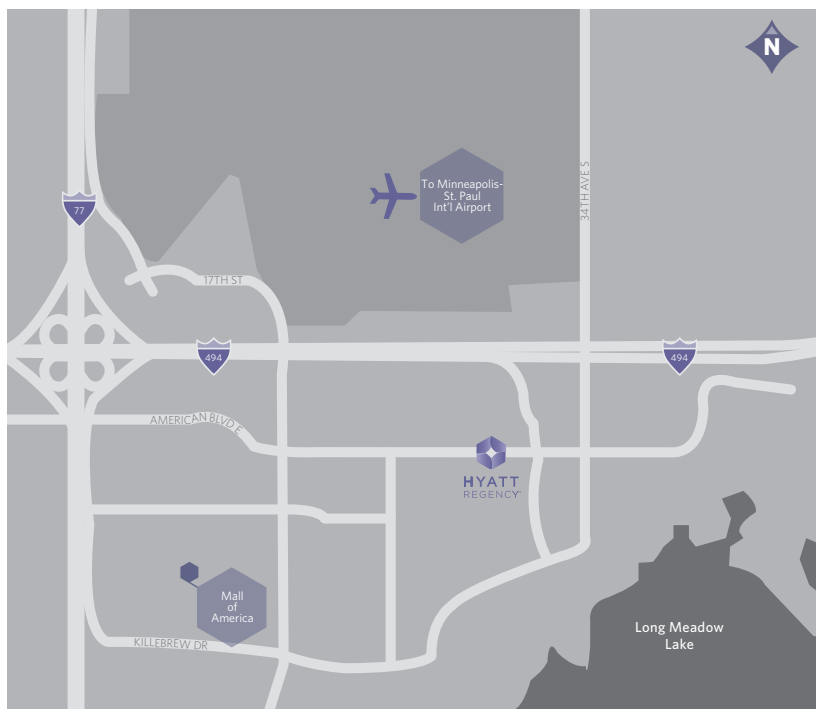 N
To Minneapolis-
St. Paul
Int'l Airport
34TH AVE S
77
17TH ST
494
494
AMERICAN BLVD E
HYATT
REGENCY
Mall
of
America
Long Meadow
Lake
KILLEBREW DR